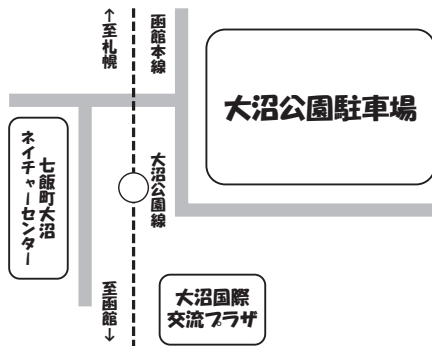 ↑至札幌
函館本線
大沼公園駐車場
七飯町大沼
ネイチャーセンター
大沼公園線
至函館↓
大沼国際
交流プラザ